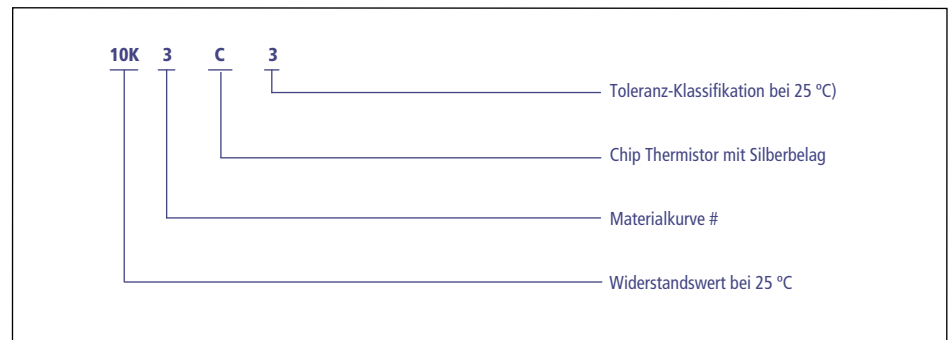 10K 3 C 3
Toleranz-Klassifikation bei 25 ºC)
Chip Thermistor mit Silberbelag
Materialkurve #
Widerstandswert bei 25 ºC